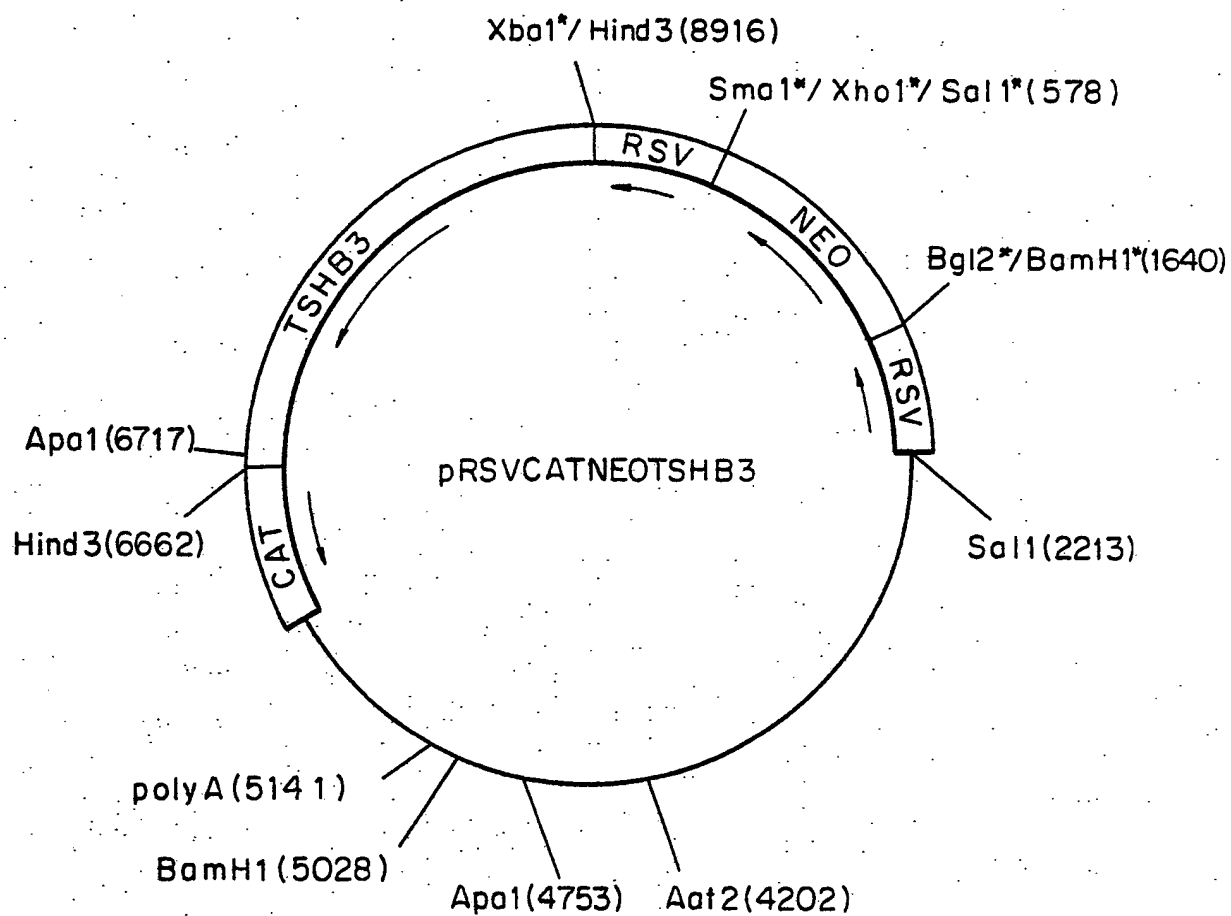 Xba1*/Hind3(8916)
Sma1*/Xho1*/Sal1*(578)
RSV
NEO
TSHB3
Bgl2*/BamH1*(1640)
RSV
Apa1(6717)
pRSVCATNEOTSHB3
Hind3(6662)
CAT
Sal1(2213)
polyA(5141)
BamH1(5028)
Apa1(4753)
Aat2(4202)